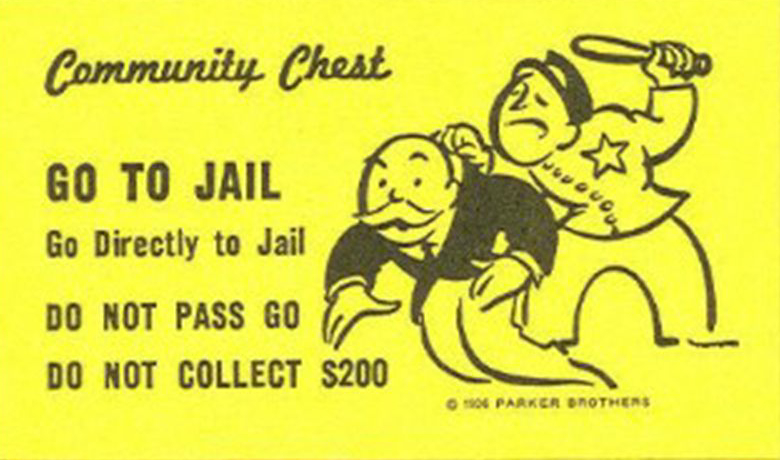 Community Chest
GO TO JAIL
Go Directly to Jail
DO NOT PASS GO
DO NOT COLLECT $200
© 1936 PARKER BROTHERS